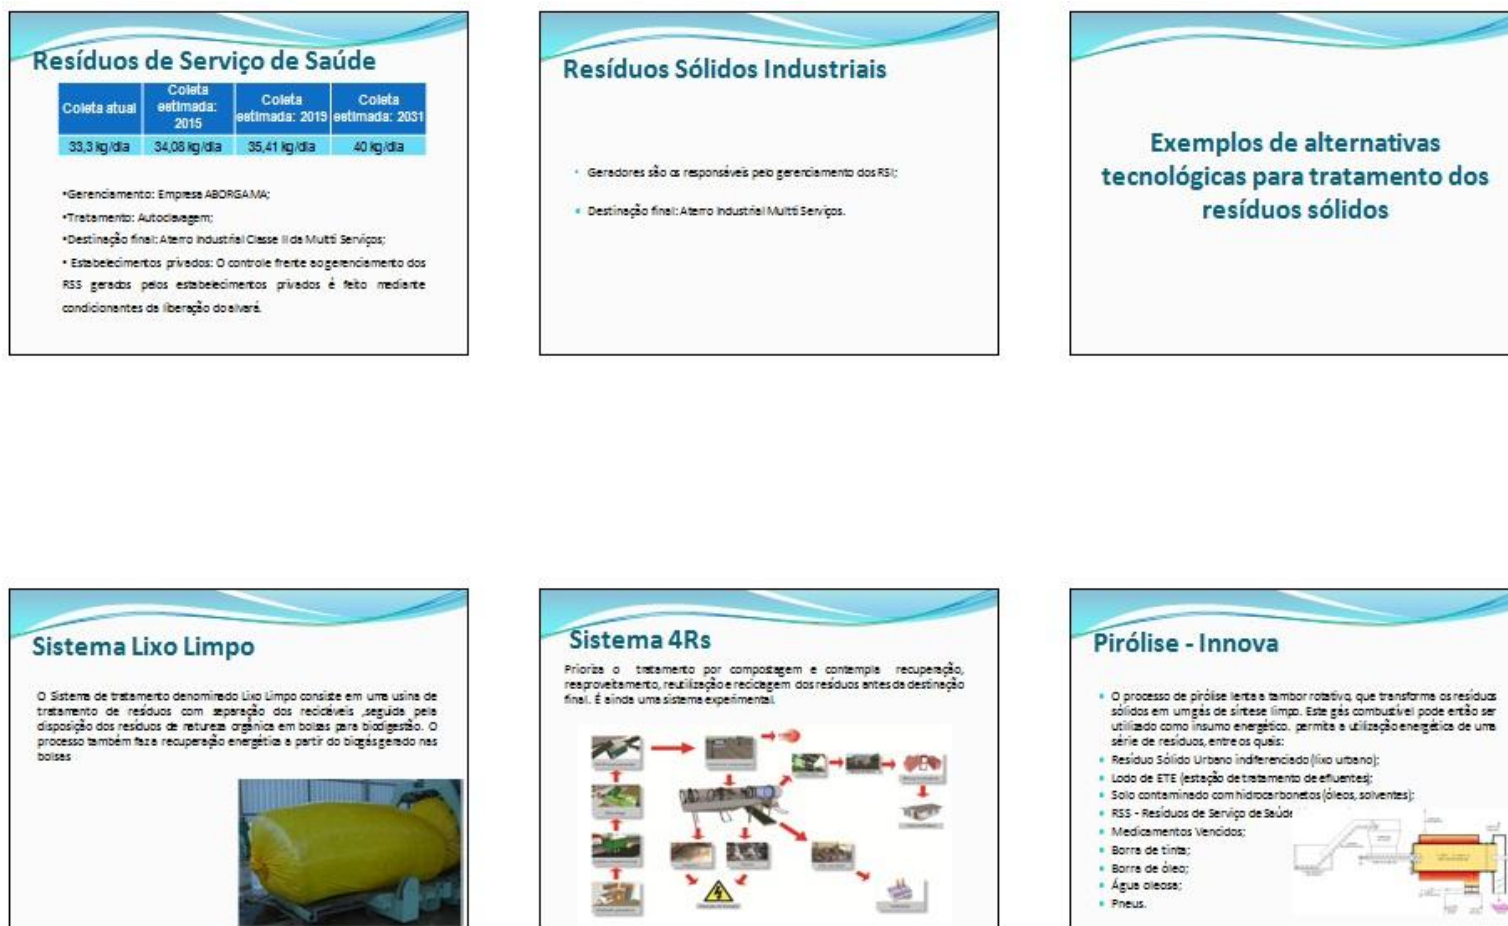 Resíduos de Serviço de Saúde
Coleta atual
Coleta estimada: 2015
Coleta estimada: 2019
Coleta estimada: 2031
33,3 kg/dia
34,08 kg/dia
35,41 kg/dia
40 kg/dia
•Gerenciamento: Empresa ABORGAMA;
•Tratamento: Autoclavagem;
•Destinação final: Aterro Industrial Classe II da Multti Serviços;
• Estabelecimentos privados: O controle frente ao gerenciamento dos
RSS gerados pelos estabelecimentos privados é feito mediante
condicionantes da liberação do alvará.
Resíduos Sólidos Industriais
• Geradores são os responsáveis pelo gerenciamento dos RSI;
• Destinação final: Aterro Industrial Multti Serviços.
Exemplos de alternativas
tecnológicas para tratamento dos
resíduos sólidos
Sistema Lixo Limpo
O Sistema de tratamento denominado Lixo Limpo consiste em uma usina de
tratamento de resíduos com separação dos recicláveis ,seguida pela
disposição dos resíduos de natureza orgânica em bolsas para biodigestão. O
processo também faz a recuperação energética a partir do biogás gerado nas
bolsas
Sistema 4Rs
Prioriza o tratamento por compostagem e contempla recuperação,
reaproveitamento, reutilização e reciclagem dos resíduos antes da destinação
final. É ainda uma sistema experimental.
Pirólise - Innova
• O processo de pirólise lenta a tambor rotativo, que transforma os resíduos
sólidos em um gás de síntese limpo. Este gás combustível pode então ser
utilizado como insumo energético. permita a utilização energética de uma
série de resíduos, entre os quais:
• Resíduo Sólido Urbano indiferenciado (lixo urbano);
• Lodo de ETE (estação de tratamento de efluentes);
• Solo contaminado com hidrocarbonetos (óleos, solventes);
• RSS - Resíduos de Serviço de Saúde
• Medicamentos Vencidos;
• Borra de tinta;
• Borra de óleo;
• Água oleosa;
• Pneus.